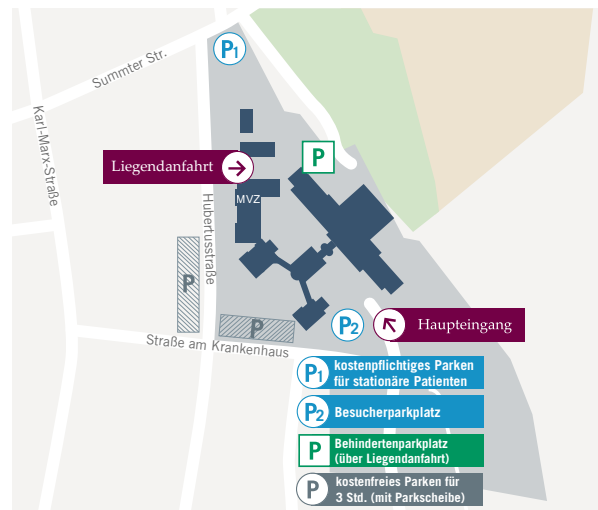 P1
Summter Str.
Karl-Marx-Straße
P
Liegendanfahrt
MVZ
Hubertusstraße
P
P
P2
Haupteingang
Straße am Krankenhaus
P1 kostenpflichtiges Parken
für stationäre Patienten
P2 Besucherparkplatz
P Behindertenparkplatz
(über Liegendanfahrt)
P kostenfreies Parken für
3 Std. (mit Parkscheibe)